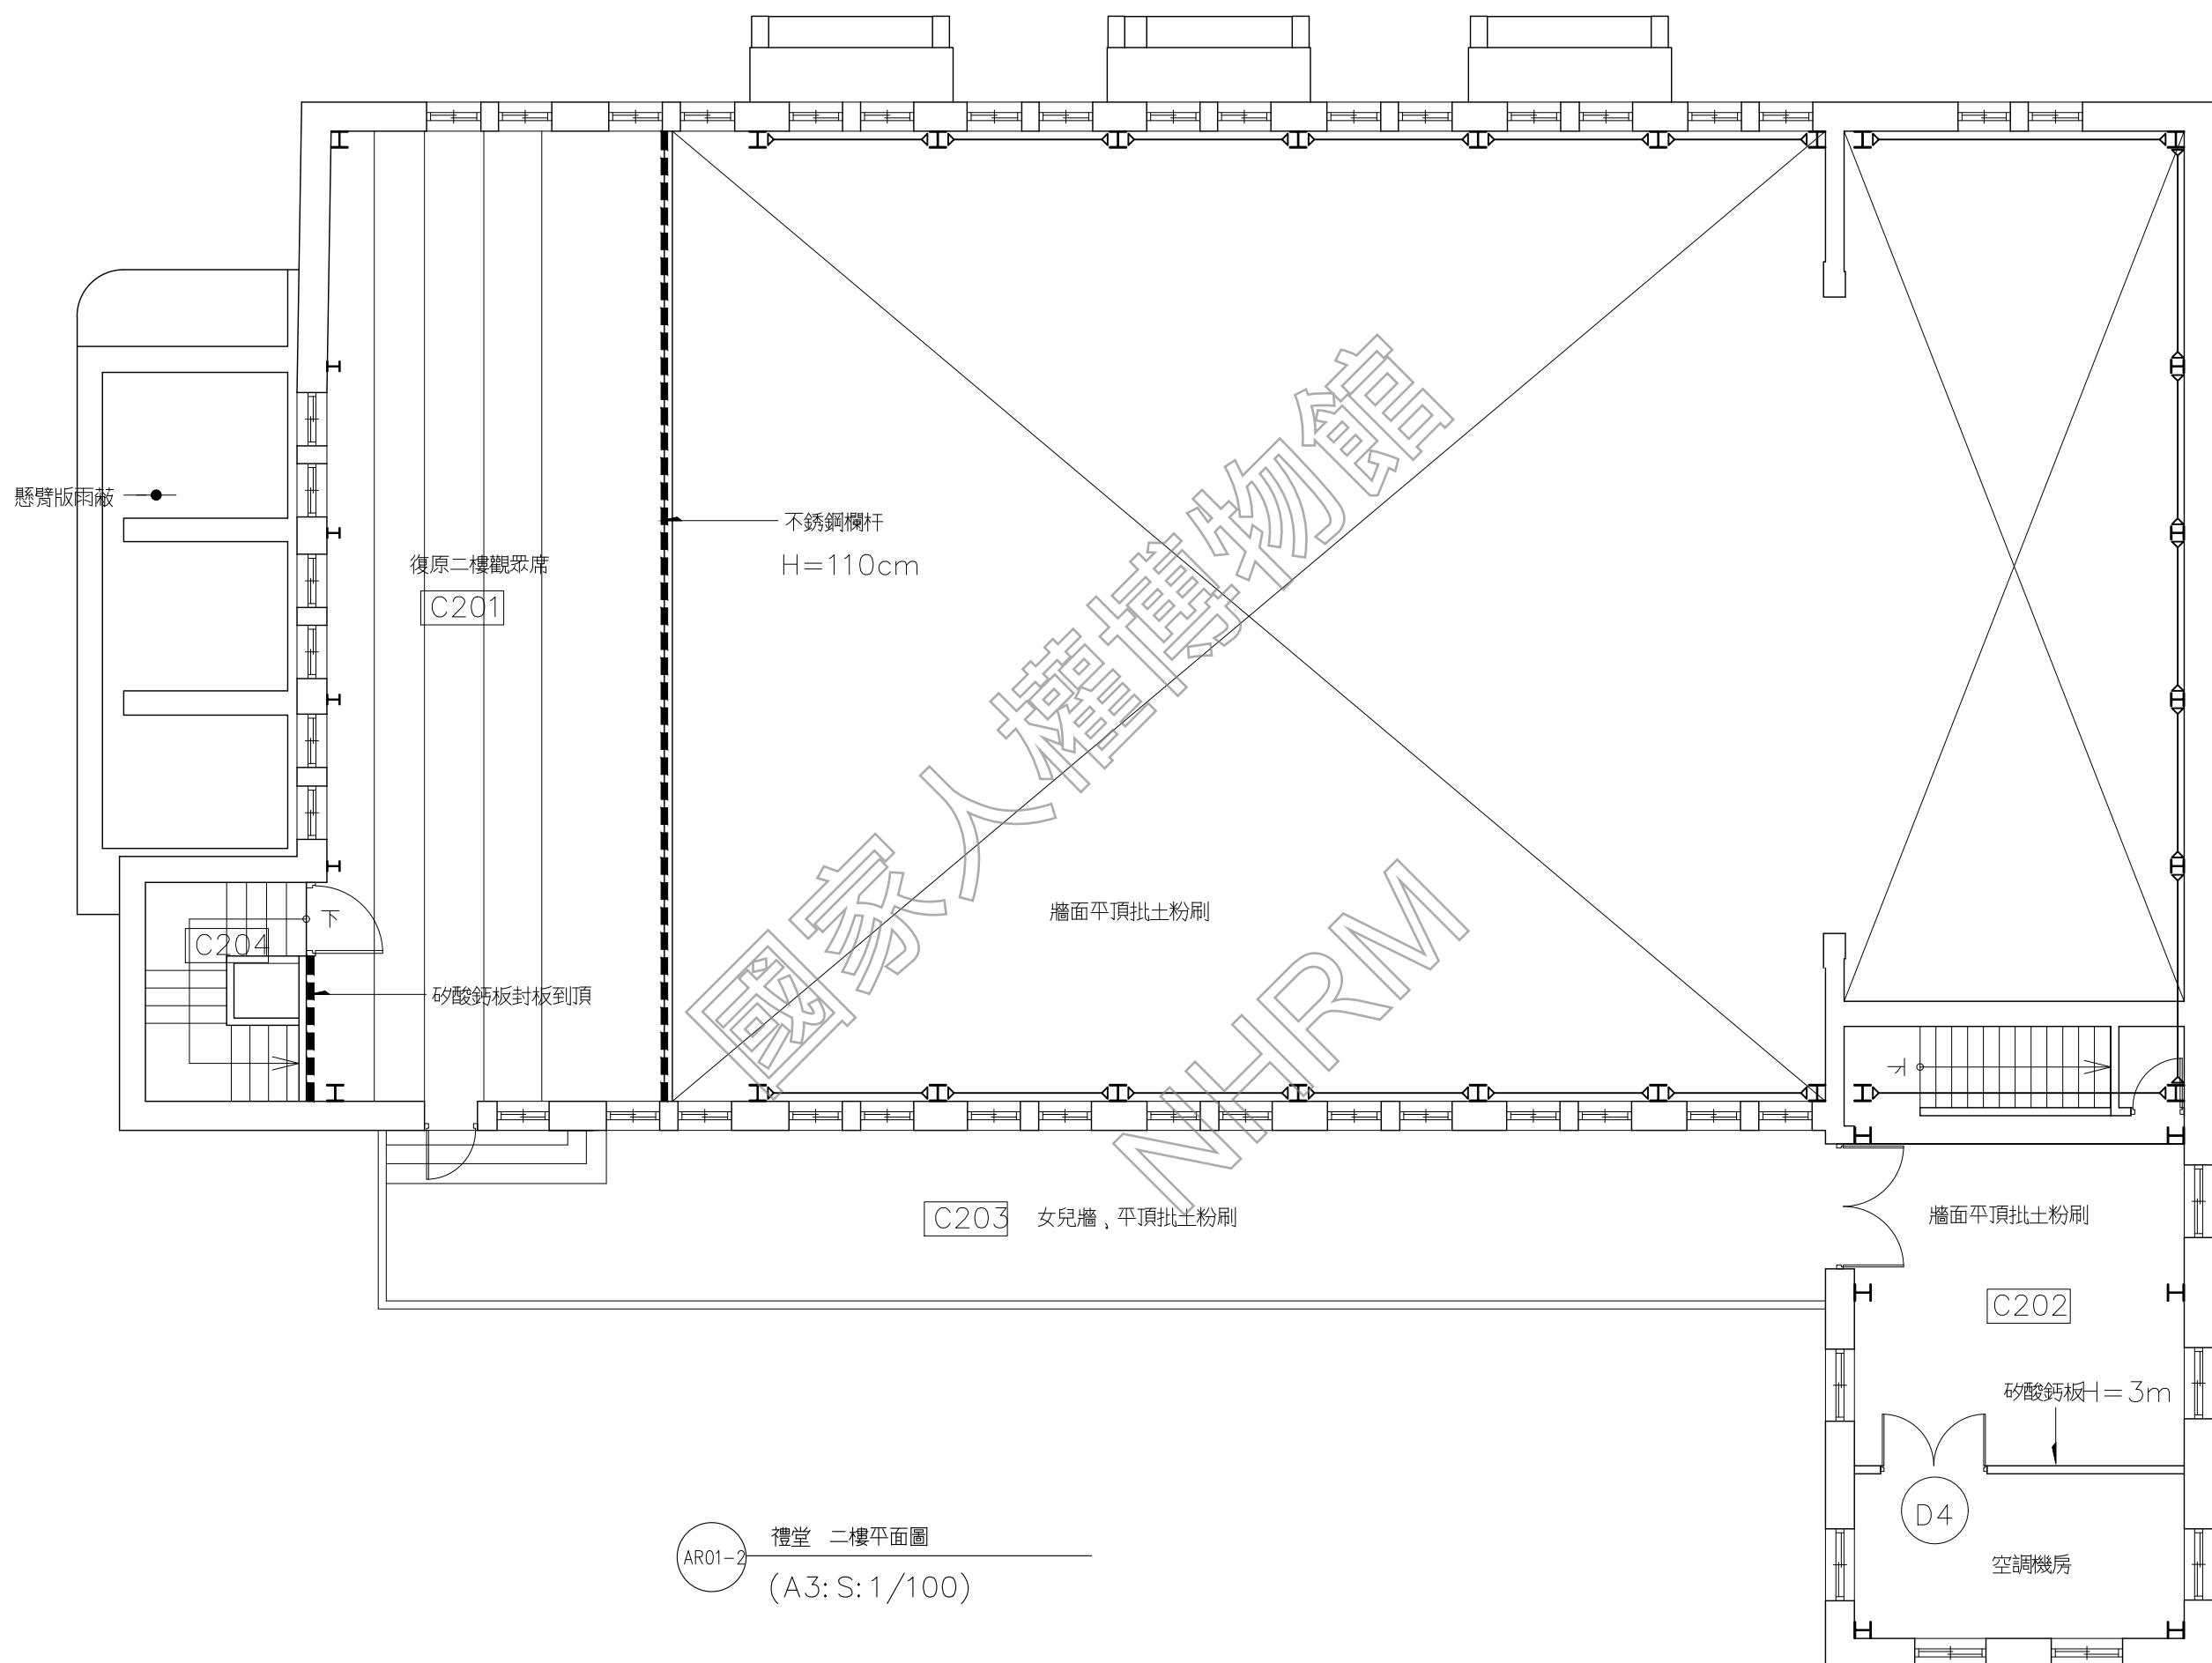 懸臂版雨蔽
復原二樓觀眾席
C201
不銹鋼欄杆
H=110cm
國家人權博物館
NHRM
牆面平頂批土粉刷
下
C204
矽酸鈣板封板到頂
下
C203
女兒牆、平頂批土粉刷
牆面平頂批土粉刷
C202
矽酸鈣板H=3m
D4
空調機房
AR01-2
禮堂 二樓平面圖
(A3:S:1/100)